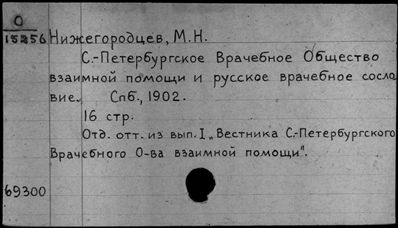 О
15256 Нижегородцев, М.Н.
С.-Петербургское Врачебное Общество
взаимной помощи и русское врачебное сосло
вие. Спб., 1902.
16 стр.
Отд. отт. из вып. I „Вестника С.-Петербургского
Врачебного О-ва взаимной помощи".
69300